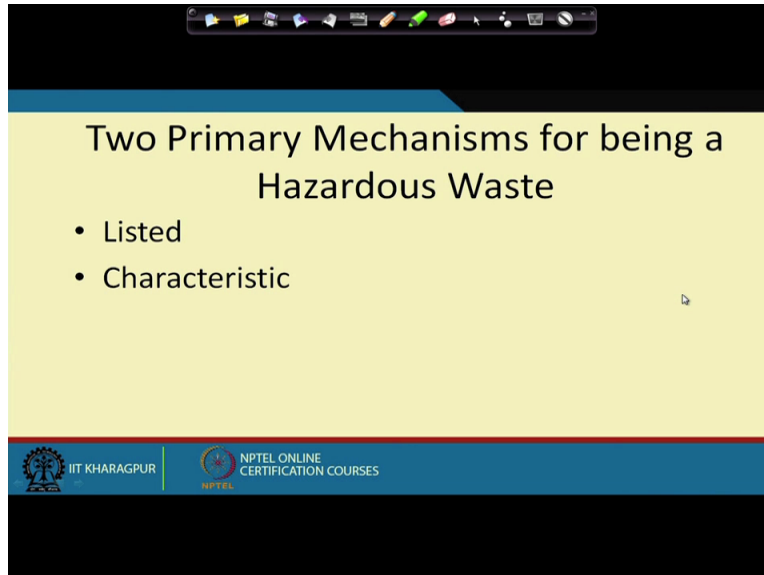 Two Primary Mechanisms for being a
Hazardous Waste
• Listed
• Characteristic
IIT KHARAGPUR
NPTEL
NPTEL ONLINE
CERTIFICATION COURSES